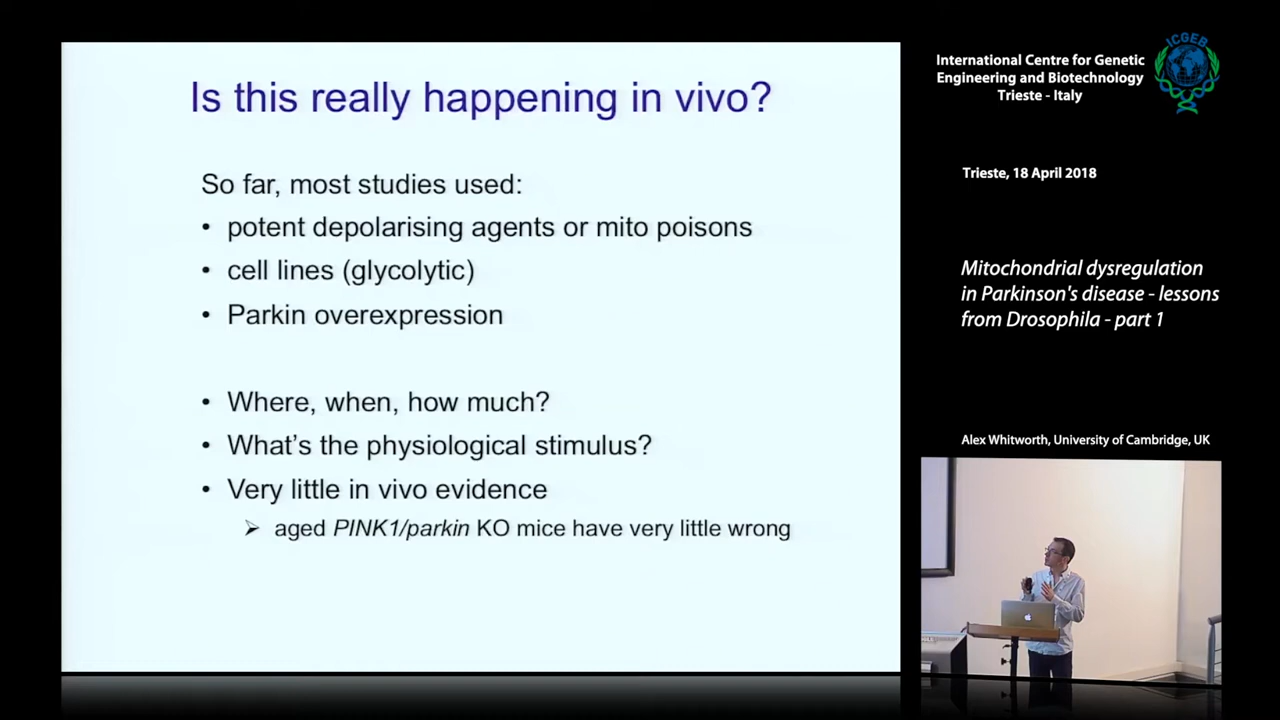 Is this really happening in vivo?
So far, most studies used:
• potent depolarising agents or mito poisons
• cell lines (glycolytic)
• Parkin overexpression
• Where, when, how much?
• What's the physiological stimulus?
• Very little in vivo evidence
➢ aged PINK1/parkin KO mice have very little wrong
ICGEB
International Centre for Genetic
Engineering and Biotechnology
Trieste - Italy
Trieste, 18 April 2018
Mitochondrial dysregulation
in Parkinson's disease - lessons
from Drosophila - part 1
Alex Whitworth, University of Cambridge, UK